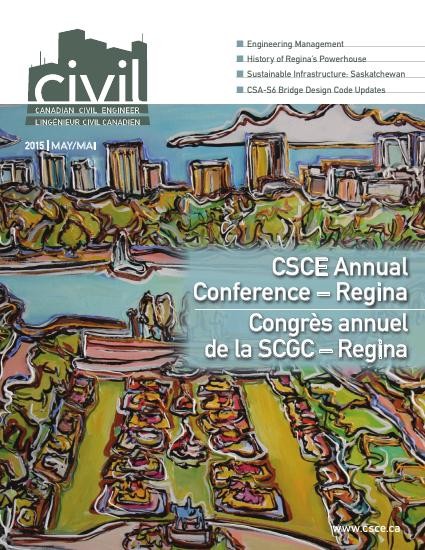 civil
CANADIAN CIVIL ENGINEER
L'INGÉNIEUR CIVIL CANADIEN
Engineering Management
History of Regina's Powerhouse
Sustainable Infrastructure: Saskatchewan
CSA-S6 Bridge Design Code Updates
2015 | MAY/MAI
CSCE Annual
Conference – Regina
Congrès annuel
de la SCGC – Regina
www.csce.ca